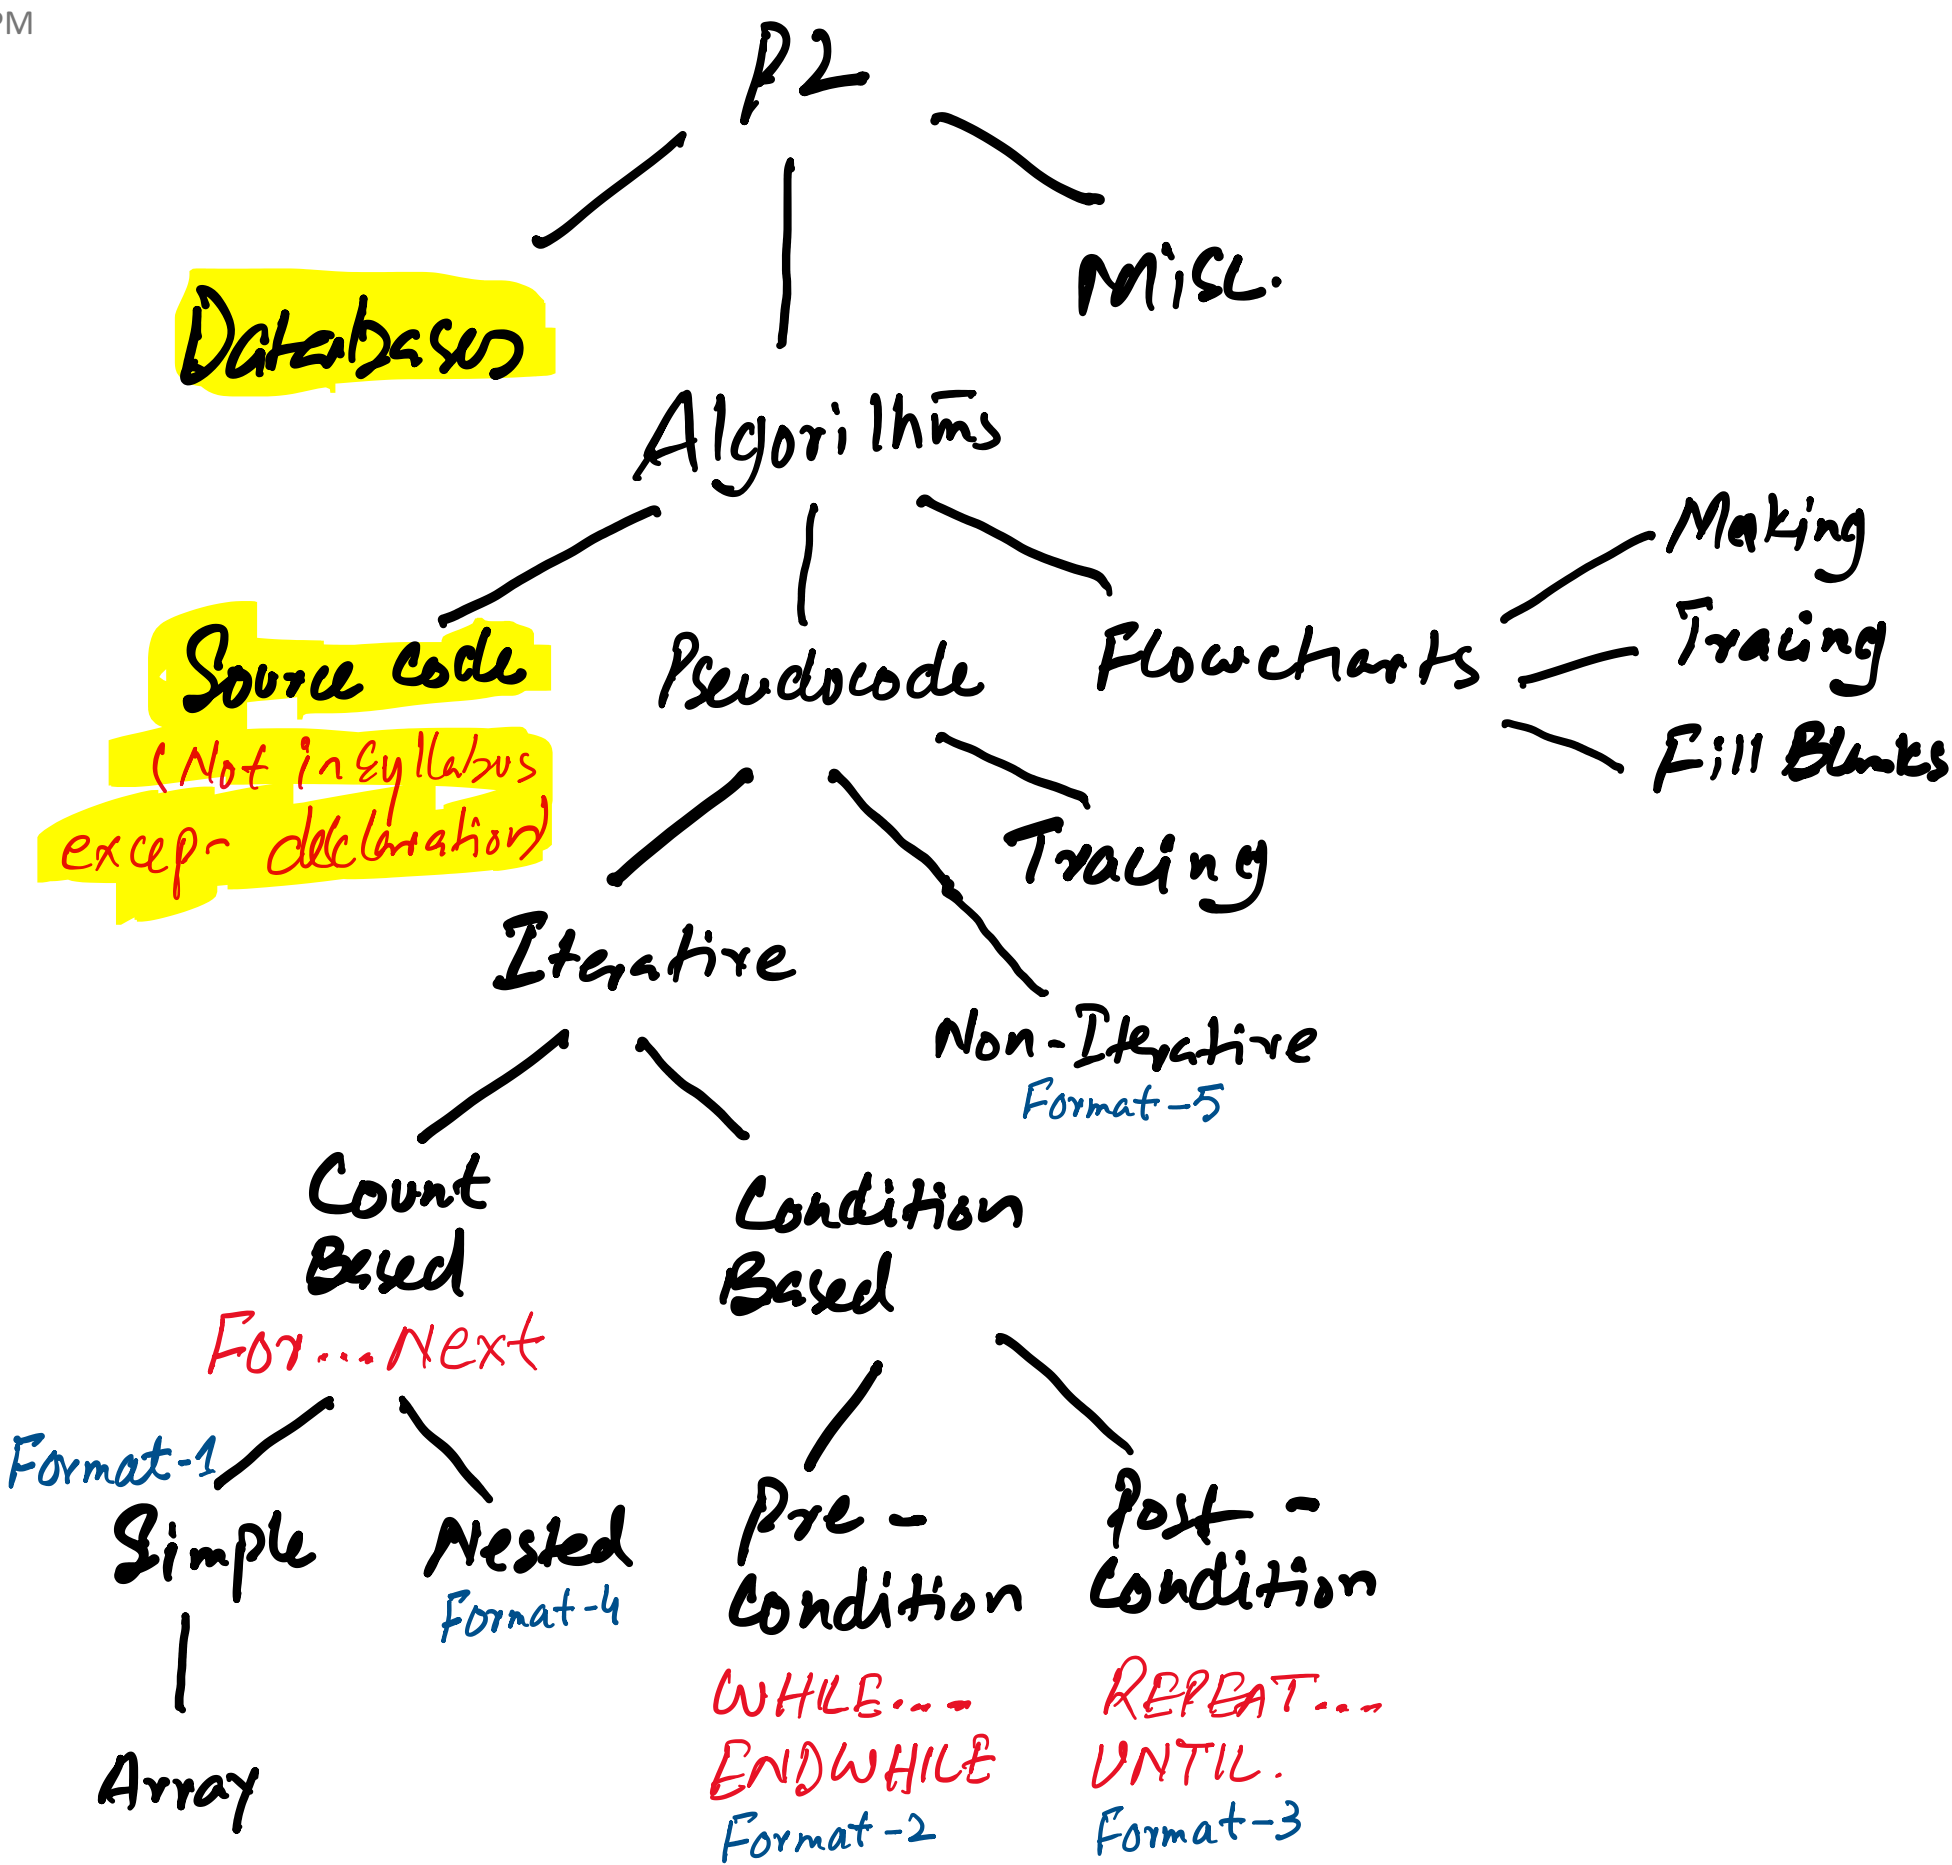 PM
P2
Databases
Misc.
Algorithms
Source code
(Not in syllabus
except declaration)
Pseudocode
Flowcharts
Making
Tracing
Fill Blanks
Tracing
Iterative
Non-Iterative
Format-5
Count
Based
For....Next
Condition
Based
Format-1
Simple
Nested
Format-4
Array
Pre-
Condition
WHILE....
ENDWHILE
Format-2
Post-
Condition
REPEAT....
UNTIL.
Format-3